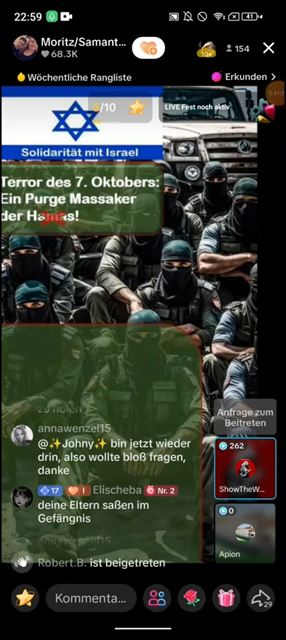 22:59
41
Moritz/Samant...
68.3K
154
Wöchentliche Rangliste
Erkunden >
/10
LIVE Fest noch aktiv
Solidarität mit Israel
Terror des 7. Oktobers:
Ein Purge Massaker
der Hamas!
Anfrage zum
Beitreten
annawenzel15
@✨Johny✨ bin jetzt wieder
drin, also wollte bloß fragen,
danke
262
ShowTheW...
17 I Elischeba Nr. 2
deine Eltern saßen im
Gefängnis
0
Apion
Robert.B. ist beigetreten
Kommenta...
29